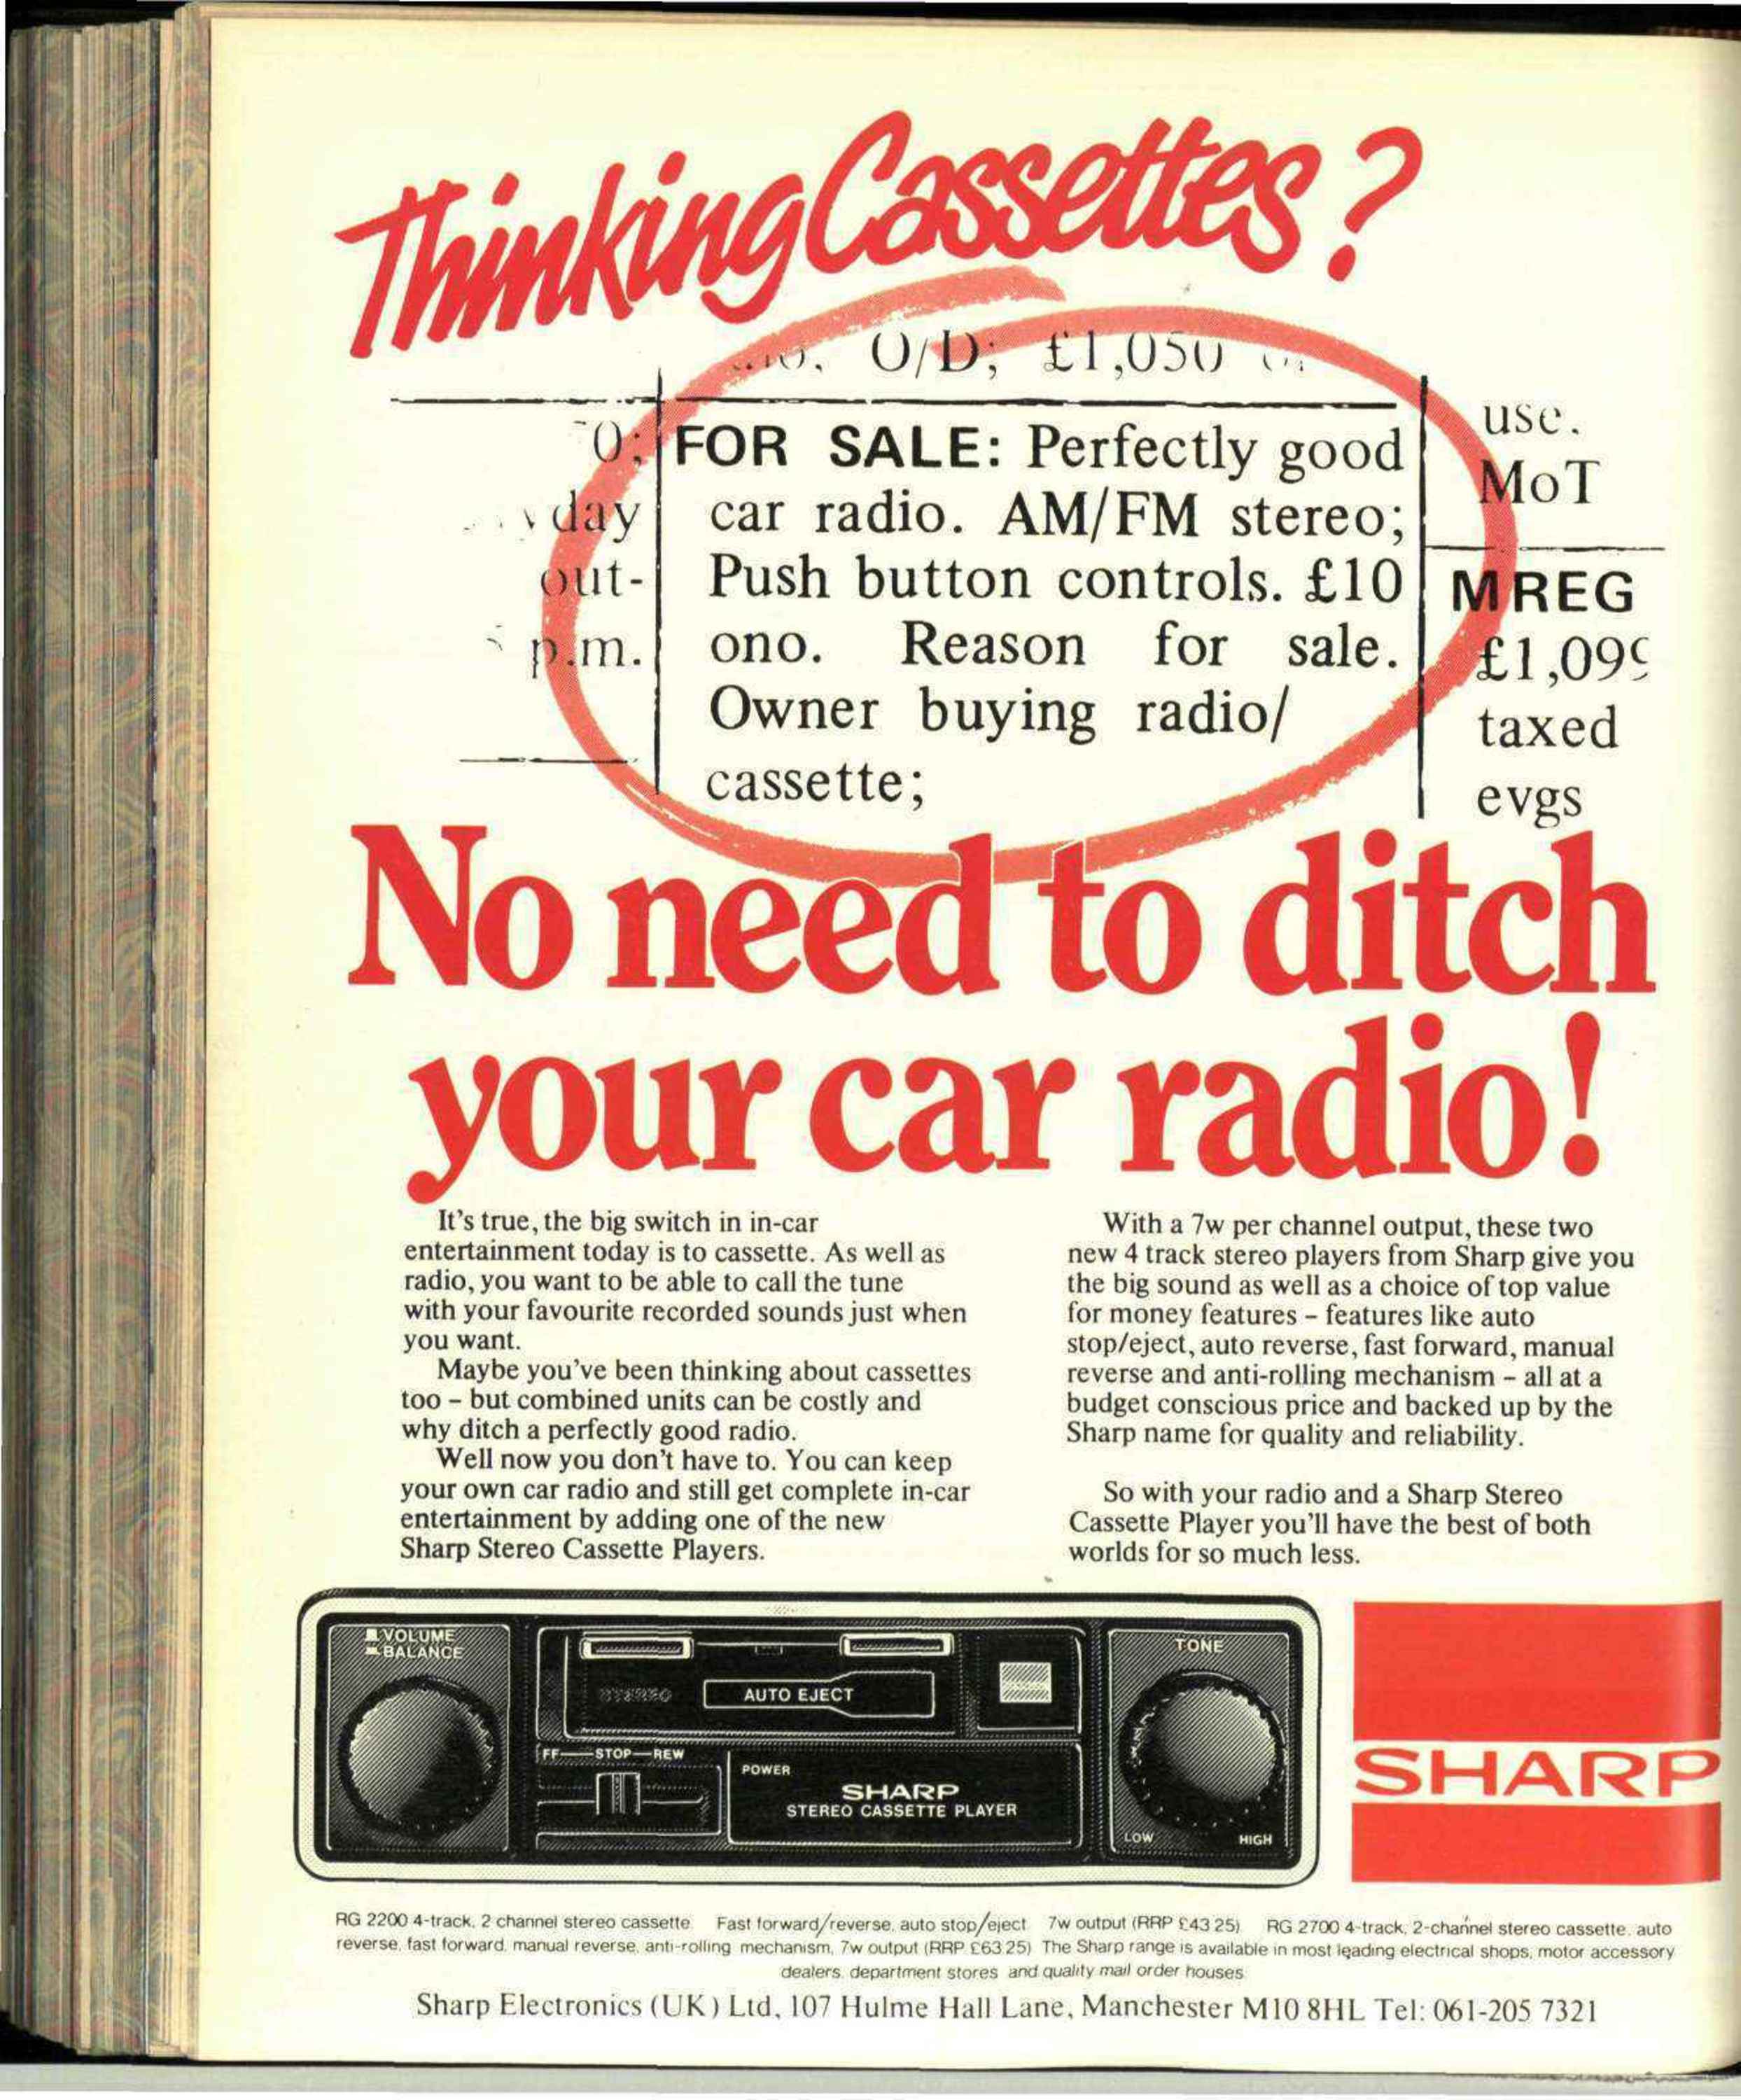 Thinking Cassettes?
O/D; £1,050
0;
day
out-
p.m.
FOR SALE: Perfectly good
car radio. AM/FM stereo;
Push button controls. £10
ono. Reason for sale.
Owner buying radio/
cassette;
use.
MoT
M REG
£1,099
taxed
evgs
No need to ditch
your car radio!
It's true, the big switch in in-car
entertainment today is to cassette. As well as
radio, you want to be able to call the tune
with your favourite recorded sounds just when
you want.
Maybe you've been thinking about cassettes
too – but combined units can be costly and
why ditch a perfectly good radio.
Well now you don't have to. You can keep
your own car radio and still get complete in-car
entertainment by adding one of the new
Sharp Stereo Cassette Players.
With a 7w per channel output, these two
new 4 track stereo players from Sharp give you
the big sound as well as a choice of top value
for money features – features like auto
stop/eject, auto reverse, fast forward, manual
reverse and anti-rolling mechanism – all at a
budget conscious price and backed up by the
Sharp name for quality and reliability.
So with your radio and a Sharp Stereo
Cassette Player you'll have the best of both
worlds for so much less.
VOLUME
BALANCE
STEREO
AUTO EJECT
FF STOP REW
POWER
SHARP
STEREO CASSETTE PLAYER
TONE
LOW HIGH
SHARP
RG 2200 4-track, 2 channel stereo cassette. Fast forward/reverse, auto stop/eject. 7w output (RRP £43.25). RG 2700 4-track, 2-channel stereo cassette, auto
reverse, fast forward, manual reverse, anti-rolling mechanism, 7w output (RRP £63.25) The Sharp range is available in most leading electrical shops, motor accessory
dealers, department stores and quality mail order houses.
Sharp Electronics (UK) Ltd, 107 Hulme Hall Lane, Manchester M10 8HL Tel: 061-205 7321